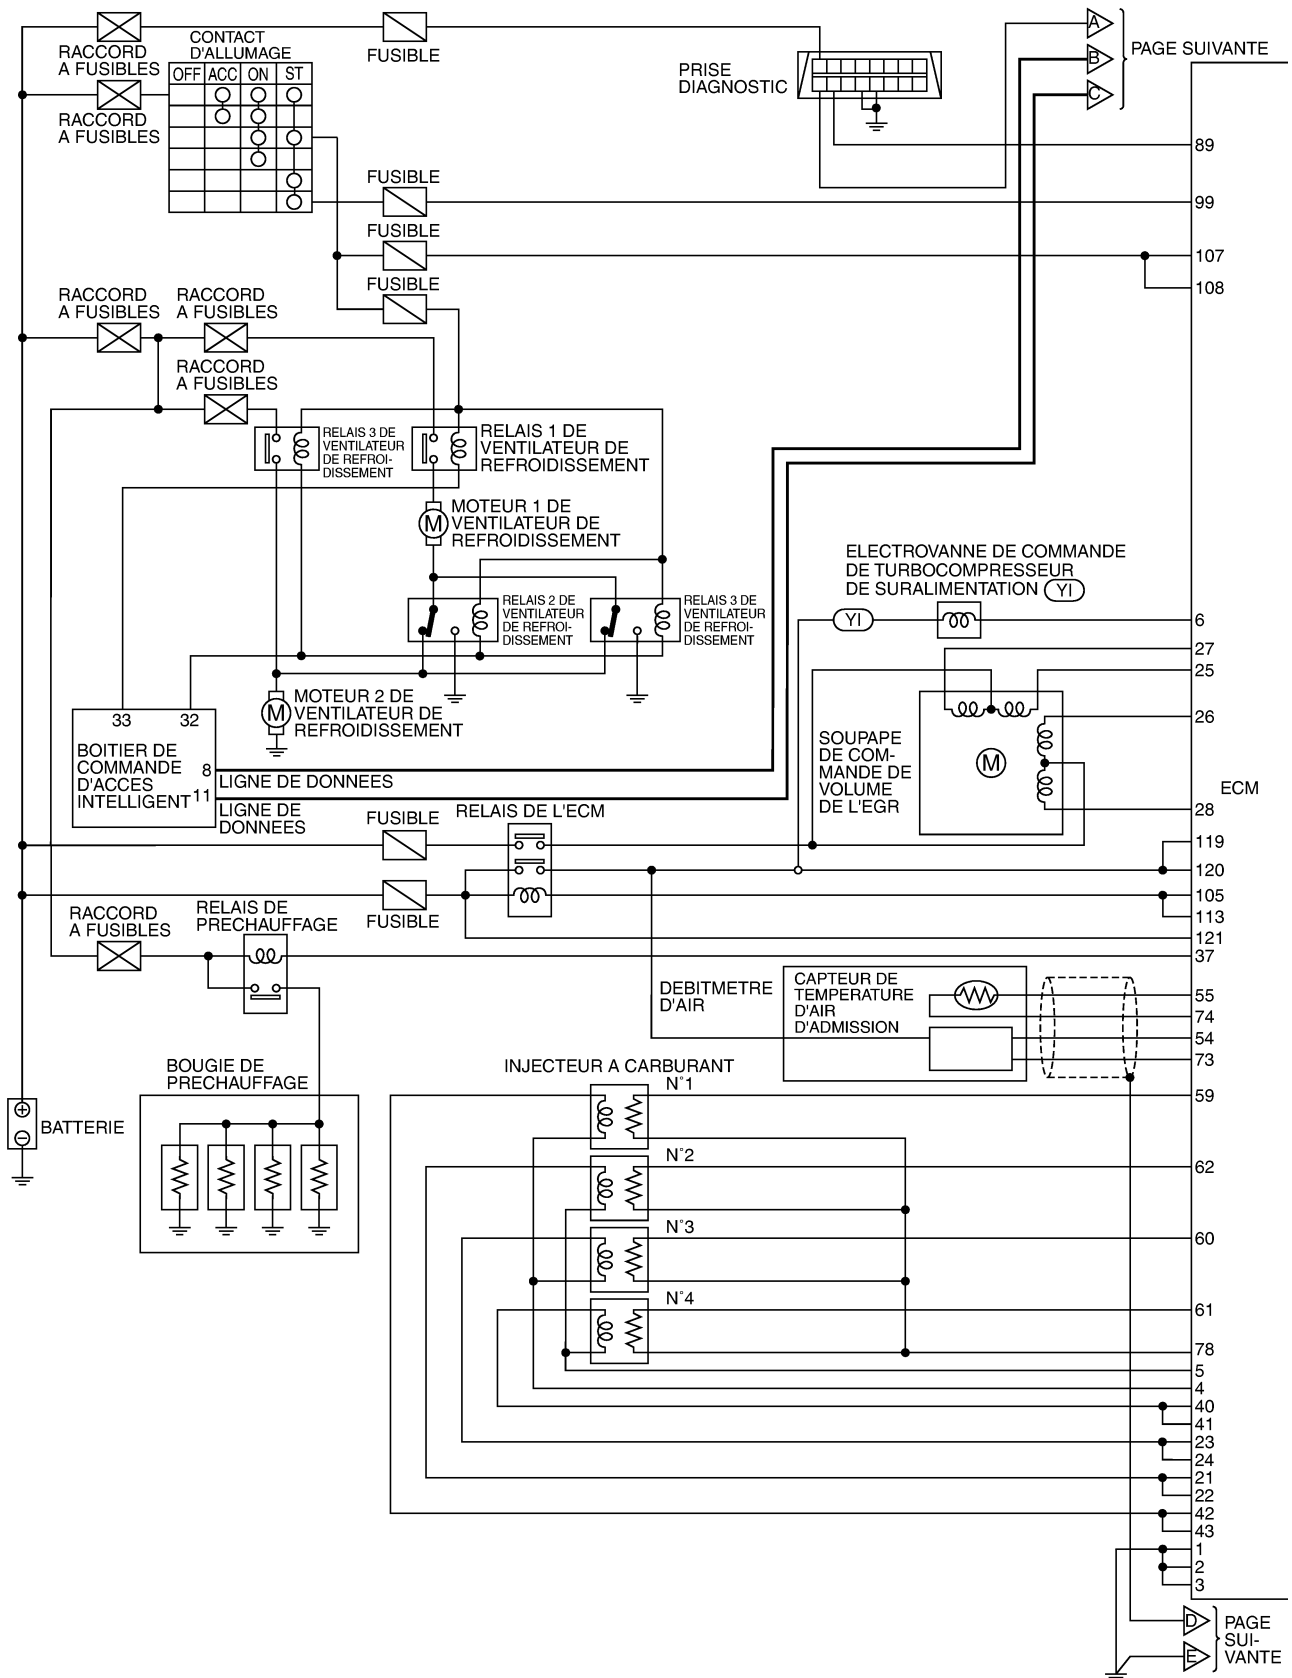 RACCORD
A FUSIBLES
CONTACT
D'ALLUMAGE
FUSIBLE
OFF ACC ON ST
RACCORD
A FUSIBLES
PRISE
DIAGNOSTIC
A
B
C
PAGE SUIVANTE
89
FUSIBLE
99
FUSIBLE
107
FUSIBLE
108
RACCORD
A FUSIBLES
RACCORD
A FUSIBLES
RACCORD
A FUSIBLES
RELAIS 3 DE
VENTILATEUR
DE REFROI-
DISSEMENT
RELAIS 1 DE
VENTILATEUR DE
REFROIDISSEMENT
M
MOTEUR 1 DE
VENTILATEUR DE
REFROIDISSEMENT
ELECTROVANNE DE COMMANDE
DE TURBOCOMPRESSEUR
DE SURALIMENTATION YI
RELAIS 2 DE
VENTILATEUR
DE REFROI-
DISSEMENT
RELAIS 3 DE
VENTILATEUR
DE REFROI-
DISSEMENT
YI
6
27
25
26
M
MOTEUR 2 DE
VENTILATEUR DE
REFROIDISSEMENT
33
32
BOITIER DE
COMMANDE
D'ACCES
INTELLIGENT
8
11
LIGNE DE DONNEES
LIGNE DE
DONNEES
SOUPAPE
DE COM-
MANDE DE
VOLUME
DE L'EGR
M
ECM
28
FUSIBLE
RELAIS DE L'ECM
119
120
105
113
121
37
FUSIBLE
RACCORD
A FUSIBLES
RELAIS DE
PRECHAUFFAGE
DEBITMETRE
D'AIR
CAPTEUR DE
TEMPERATURE
D'AIR
D'ADMISSION
55
74
54
73
BOUGIE DE
PRECHAUFFAGE
INJECTEUR A CARBURANT
N°1
59
BATTERIE
N°2
62
N°3
60
N°4
61
78
5
4
40
41
23
24
21
22
42
43
1
2
3
D
E
PAGE
SUI-
VANTE